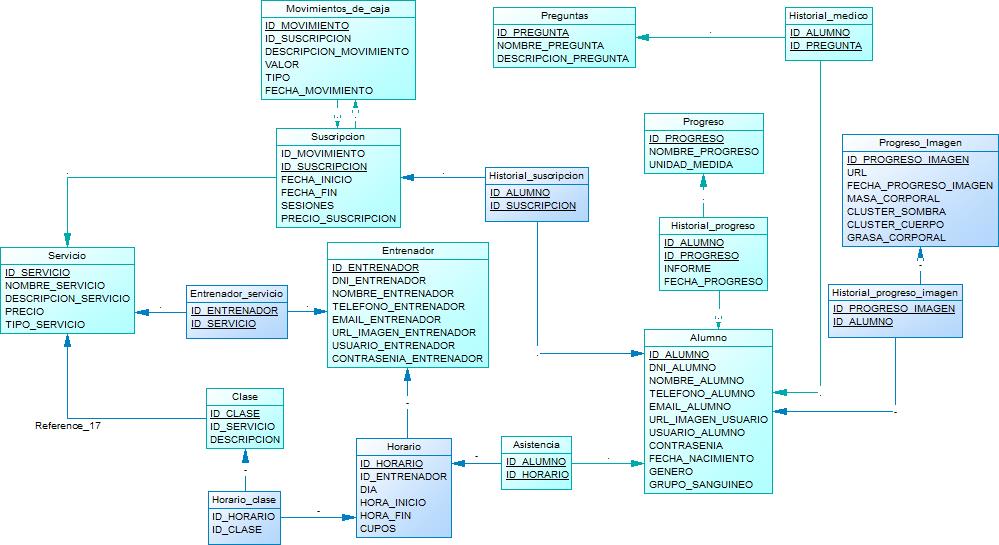 Movimientos_de_caja
ID_MOVIMIENTO
ID_SUSCRIPCION
DESCRIPCION_MOVIMIENTO
VALOR
TIPO
FECHA_MOVIMIENTO
Preguntas
ID_PREGUNTA
NOMBRE_PREGUNTA
DESCRIPCION_PREGUNTA
Historial_medico
ID_ALUMNO
ID_PREGUNTA
Suscripcion
ID_MOVIMIENTO
ID_SUSCRIPCION
FECHA_INICIO
FECHA_FIN
SESIONES
PRECIO_SUSCRIPCION
Historial_suscripcion
ID_ALUMNO
ID_SUSCRIPCION
Progreso
ID_PROGRESO
NOMBRE_PROGRESO
UNIDAD_MEDIDA
Progreso_Imagen
ID_PROGRESO_IMAGEN
URL
FECHA_PROGRESO_IMAGEN
MASA_CORPORAL
CLUSTER_SOMBRA
CLUSTER_CUERPO
GRASA_CORPORAL
Historial_progreso
ID_ALUMNO
ID_PROGRESO
INFORME
FECHA_PROGRESO
Servicio
ID_SERVICIO
NOMBRE_SERVICIO
DESCRIPCION_SERVICIO
PRECIO
TIPO_SERVICIO
Entrenador_servicio
ID_ENTRENADOR
ID_SERVICIO
Entrenador
ID_ENTRENADOR
DNI_ENTRENADOR
NOMBRE_ENTRENADOR
TELEFONO_ENTRENADOR
EMAIL_ENTRENADOR
URL_IMAGEN_ENTRENADOR
USUARIO_ENTRENADOR
CONTRASENIA_ENTRENADOR
Historial_progreso_imagen
ID_PROGRESO_IMAGEN
ID_ALUMNO
Alumno
ID_ALUMNO
DNI_ALUMNO
NOMBRE_ALUMNO
TELEFONO_ALUMNO
EMAIL_ALUMNO
URL_IMAGEN_USUARIO
USUARIO_ALUMNO
CONTRASENIA
FECHA_NACIMIENTO
GENERO
GRUPO_SANGUINEO
Reference_17
Clase
ID_CLASE
ID_SERVICIO
DESCRIPCION
Horario
ID_HORARIO
ID_ENTRENADOR
DIA
HORA_INICIO
HORA_FIN
CUPOS
Asistencia
ID_ALUMNO
ID_HORARIO
Horario_clase
ID_HORARIO
ID_CLASE